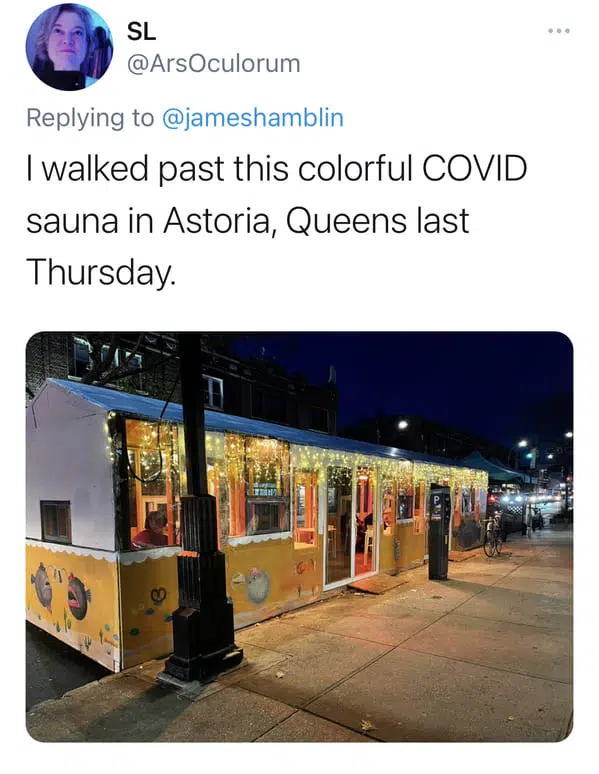 SL
@ArsOculorum
Replying to @jameshamblin
I walked past this colorful COVID
sauna in Astoria, Queens last
Thursday.
P